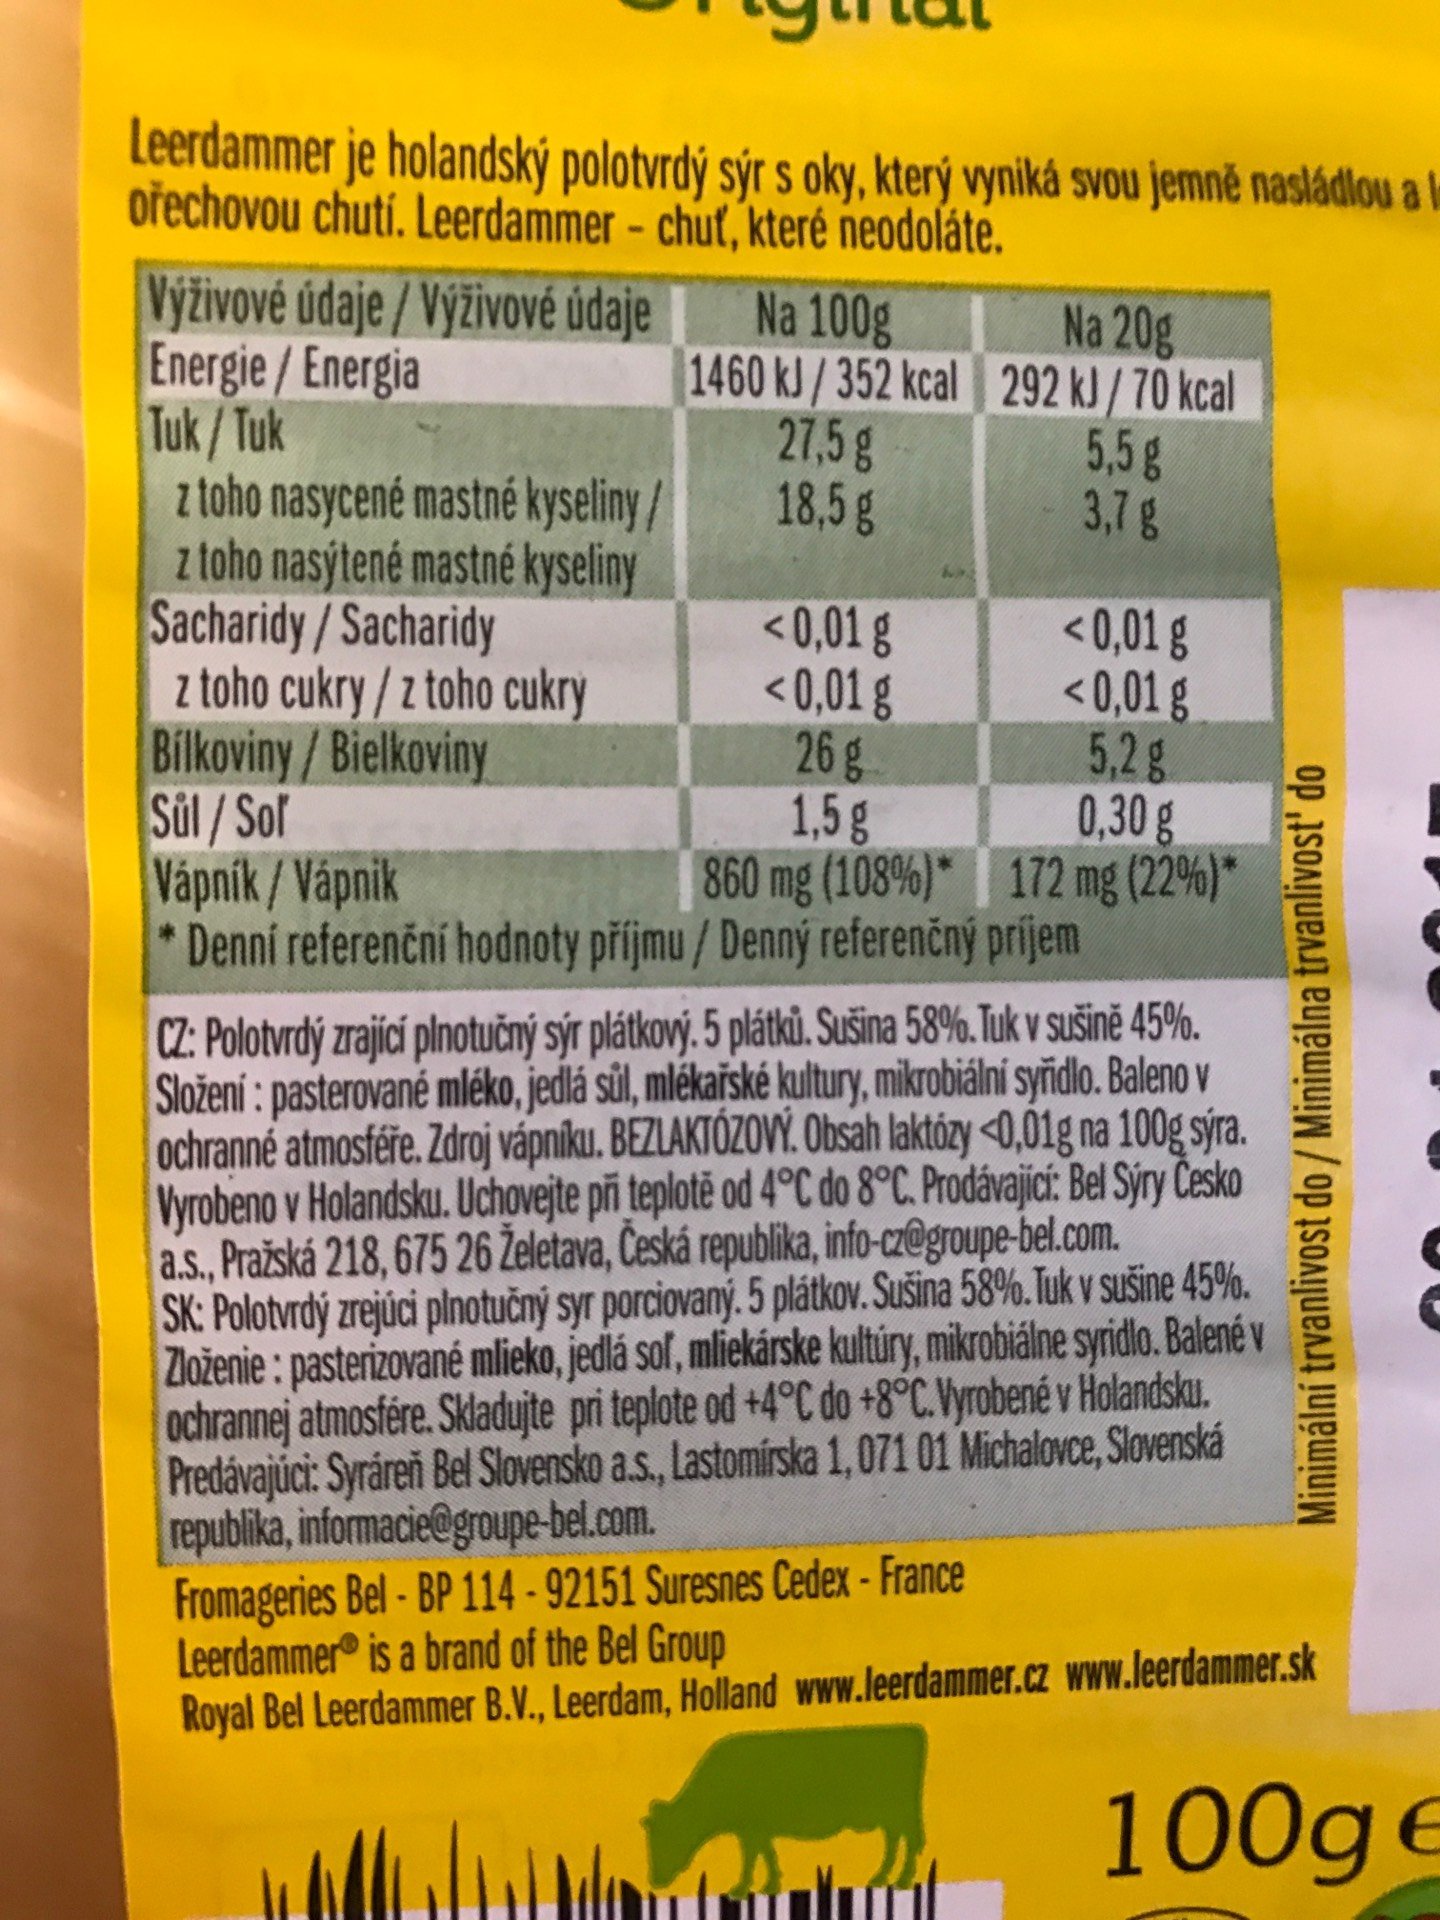 Original
Leerdammer je holandský polotvrdý sýr s oky, který vyniká svou jemně nasládlou a
ořechovou chutí. Leerdammer – chuť, které neodoláte.
Výživové údaje / Výživové údaje Na 100g Na 20g
Energie / Energia 1460 kJ / 352 kcal 292 kJ / 70 kcal
Tuk / Tuk 27,5 g 5,5 g
z toho nasycené mastné kyseliny / 18,5 g 3,7 g
z toho nasýtené mastné kyseliny
Sacharidy / Sacharidy <0,01 g <0,01 g
z toho cukry / z toho cukry <0,01 g <0,01 g
Bílkoviny / Bielkoviny 26 g 5,2 g
Sůl / Soľ 1,5 g 0,30 g
Vápník / Vápnik 860 mg (108%)* 172 mg (22%)*
* Denní referenční hodnoty příjmu / Denný referenčný príjem
CZ: Polotvrdý zrající plnotučný sýr plátkový. 5 plátků. Sušina 58%. Tuk v sušině 45%.
Složení : pasterované mléko, jedlá sůl, mlékařské kultury, mikrobiální syřidlo. Baleno v
ochranné atmosféře. Zdroj vápníku. BEZLAKTÓZOVÝ. Obsah laktózy <0,01g na 100g sýra.
Vyrobeno v Holandsku. Uchovejte při teplotě od 4°C do 8°C. Prodávající: Bel Sýry Česko
a.s., Pražská 218, 675 26 Želetava, Česká republika, info-cz@groupe-bel.com.
SK: Polotvrdý zrejúci plnotučný syr porciovaný. 5 plátkov. Sušina 58%. Tuk v sušine 45%.
Zloženie : pasterizované mlieko, jedlá soľ, mliekárske kultúry, mikrobiálne syridlo. Balené v
ochrannej atmosfére. Skladujte pri teplote od +4°C do +8°C. Vyrobené v Holandsku.
Predávajúci: Syráreň Bel Slovensko a.s., Lastomírska 1, 071 01 Michalovce, Slovenská
republika, informacie@groupe-bel.com.
Minimální trvanlivost do / Minimálna trvanlivost' do
Fromageries Bel - BP 114 - 92151 Suresnes Cedex - France
Leerdammer® is a brand of the Bel Group
Royal Bel Leerdammer B.V., Leerdam, Holland www.leerdammer.cz www.leerdammer.sk
100g e